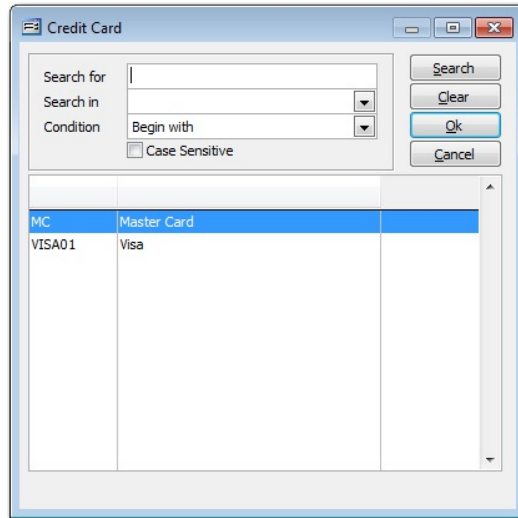 Credit Card
Search for
Search in
Condition Begin with
Case Sensitive
Search
Clear
Ok
Cancel
MC Master Card
VISA01 Visa